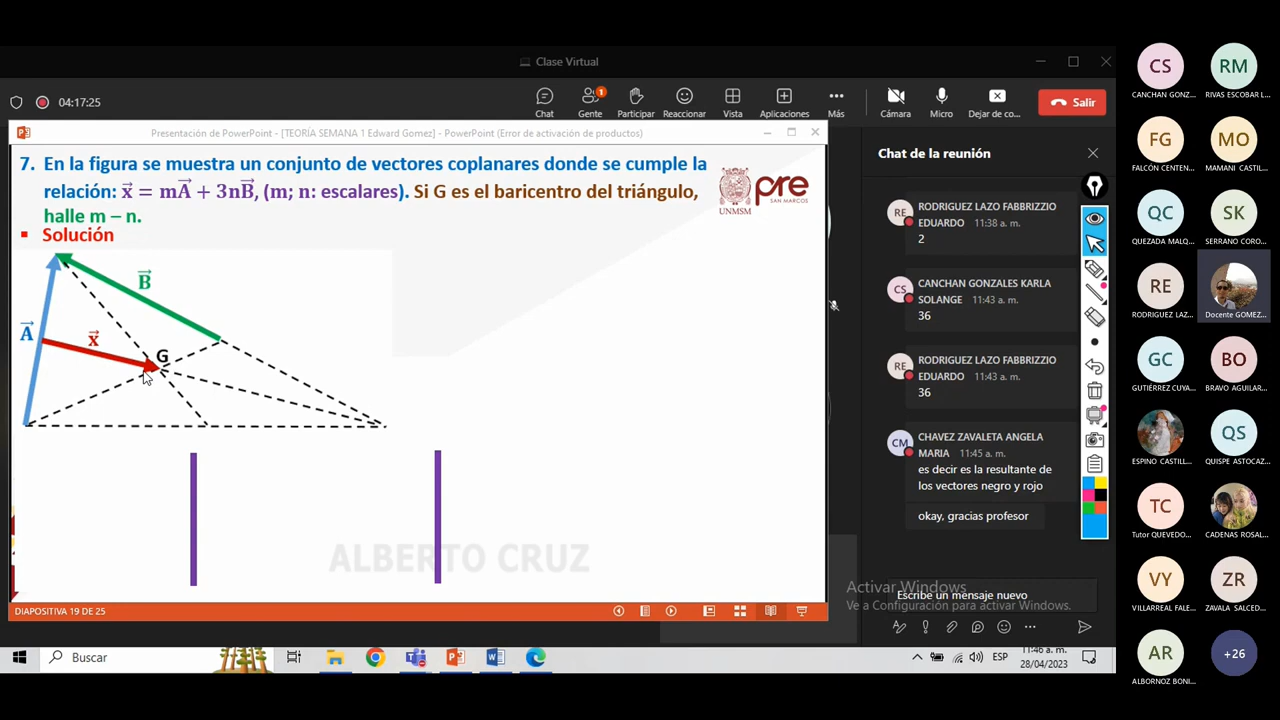 Clase Virtual
04:17:25
1
Chat
Gente
Participar
Reaccionar
Vista
Aplicaciones
Más
Cámara
Micro
Dejar de co...
Salir
Presentación de PowerPoint - [TEORÍA SEMANA 1 Edward Gomez] - PowerPoint (Error de activación de productos)
7. En la figura se muestra un conjunto de vectores coplanares donde se cumple la
relación: x⃗ = mA⃗ + 3nB⃗, (m; n: escalares). Si G es el baricentro del triángulo,
halle m – n.
▪ Solución
UNMSM
pre
SAN MARCOS
B⃗
A⃗
x⃗
G
ALBERTO CRUZ
DIAPOSITIVA 19 DE 25
Chat de la reunión
RE
RODRIGUEZ LAZO FABBRIZZIO
EDUARDO 11:38 a. m.
2
CS
CANCHAN GONZALES KARLA
SOLANGE 11:43 a. m.
36
RE
RODRIGUEZ LAZO FABBRIZZIO
EDUARDO 11:43 a. m.
36
CM
CHAVEZ ZAVALETA ANGELA
MARIA 11:45 a. m.
es decir es la resultante de
los vectores negro y rojo
okay, gracias profesor
Activar Windows
Ve a Configuración para activar Windows.
Escribe un mensaje nuevo
CS
CANCHAN GONZ...
RM
RIVAS ESCOBAR L...
FG
FALCÓN CENTEN...
MO
MAMANI CASTIL...
QC
QUEZADA MALQ...
SK
SERRANO CORO...
RE
RODRIGUEZ LAZ...
Docente GOMEZ...
GC
GUTIÉRREZ CUYA...
BO
BRAVO AGUILAR...
ESPINO CASTILL...
QS
QUISPE ASTOCAZ...
TC
Tutor QUEVEDO...
CADENAS ROSAL...
VY
VILLARREAL FALE...
ZR
ZAVALA SALCED...
AR
ALBORNOZ BONI...
+26
Buscar
ESP
11:46 a. m.
28/04/2023